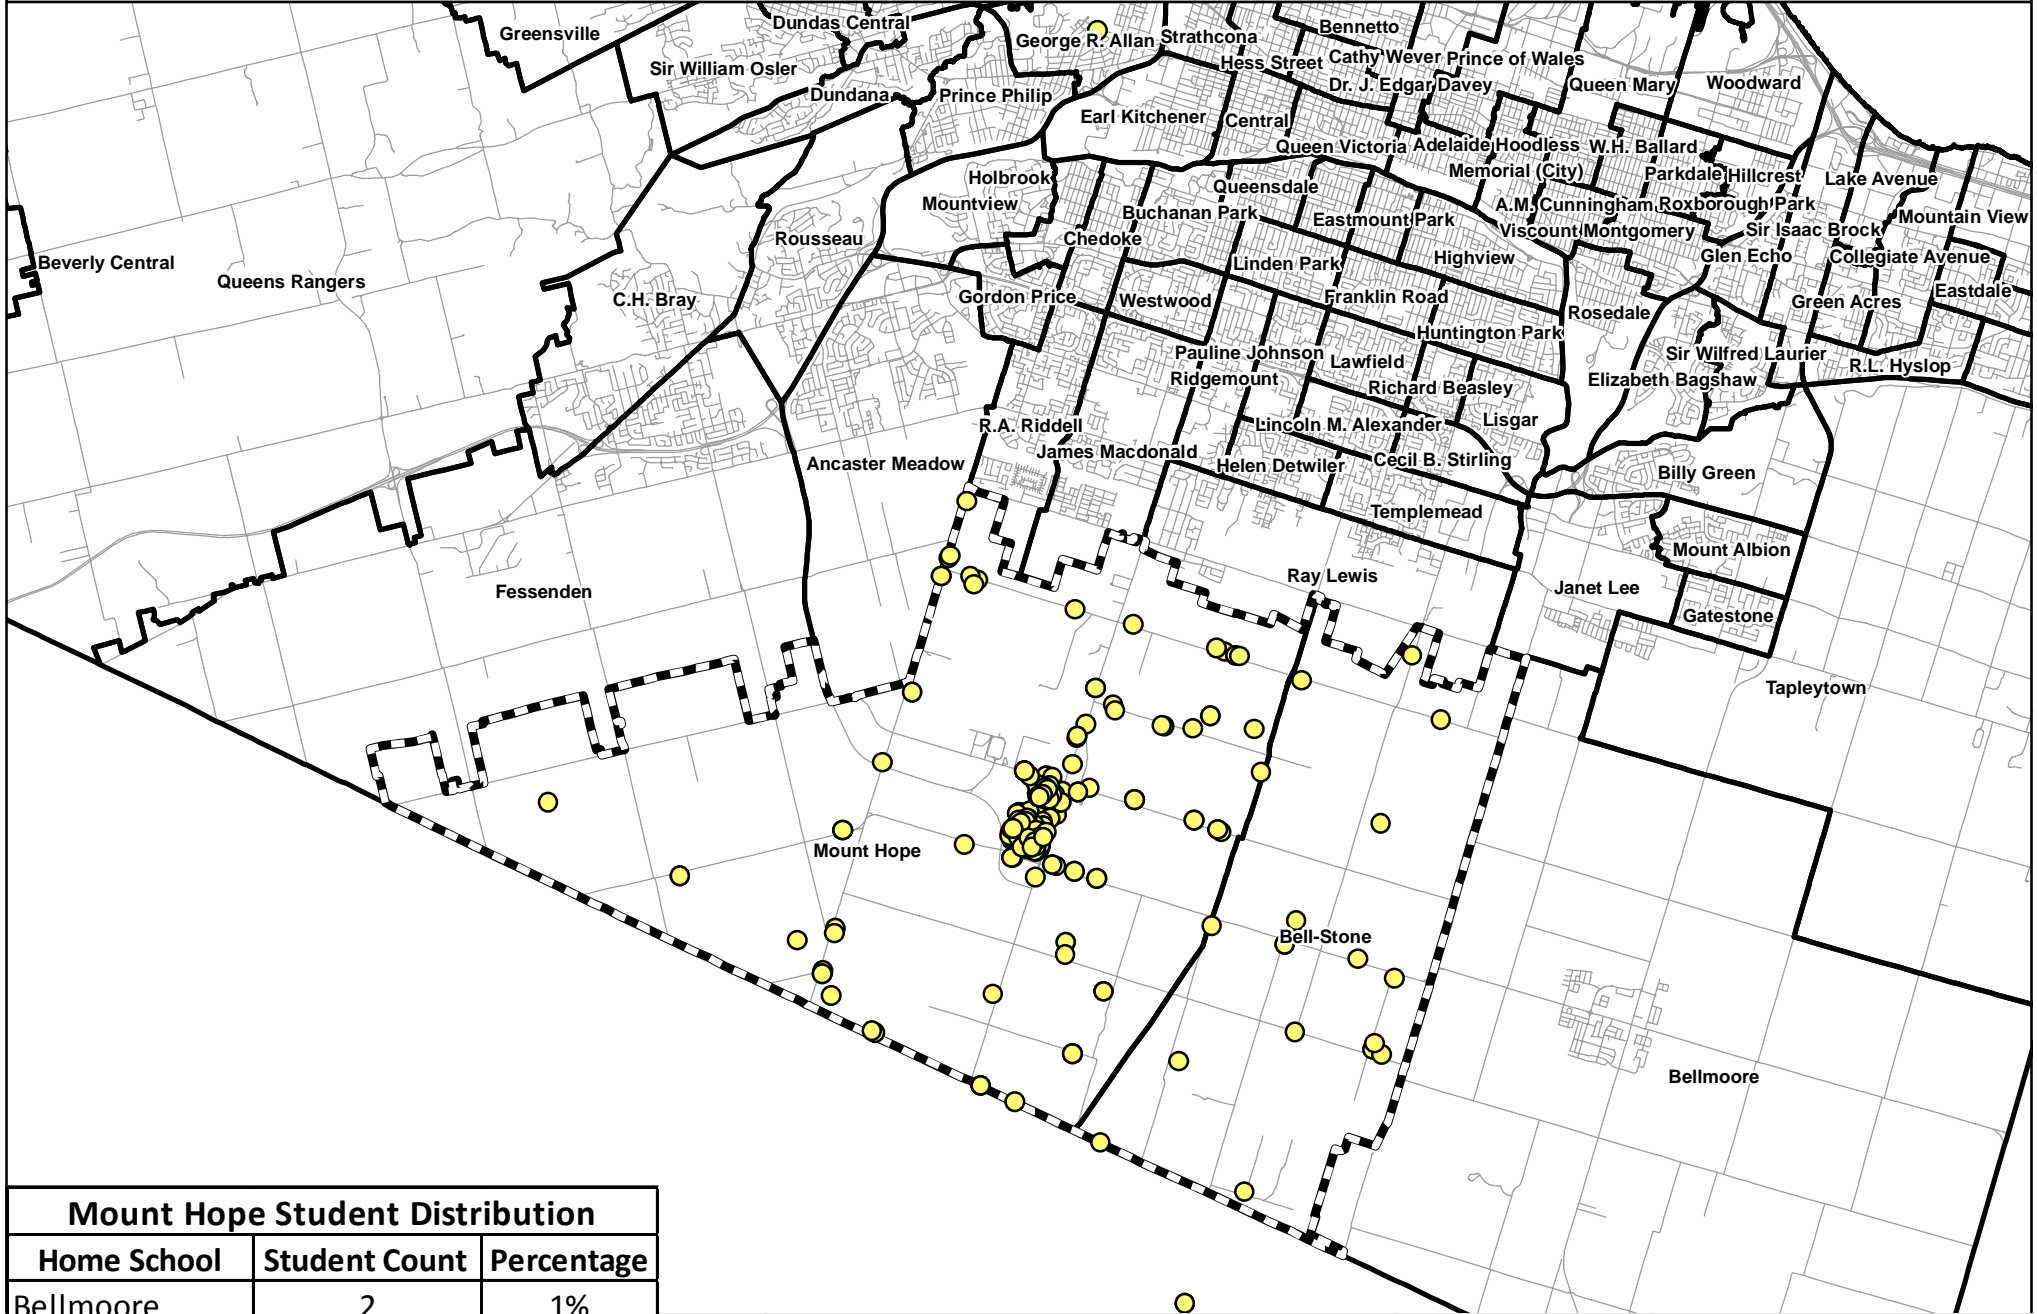 Greensville
Dundas Central
George R. Allan
Strathcona
Bennetto
Sir William Osler
Hess Street
Cathy Wever
Prince of Wales
Dundana
Prince Philip
Dr. J. Edgar Davey
Queen Mary
Woodward
Earl Kitchener
Central
Queen Victoria
Adelaide Hoodless
W.H. Ballard
Holbrook
Queensdale
Memorial (City)
Parkdale
Hillcrest
Lake Avenue
Mountview
Buchanan Park
Eastmount Park
A.M. Cunningham
Roxborough Park
Mountain View
Rousseau
Chedoke
Viscount Montgomery
Sir Isaac Brock
Beverly Central
Queens Rangers
Linden Park
Highview
Glen Echo
Collegiate Avenue
C.H. Bray
Gordon Price
Westwood
Franklin Road
Rosedale
Green Acres
Eastdale
Huntington Park
Pauline Johnson
Lawfield
Sir Wilfred Laurier
R.L. Hyslop
Ridgemount
Richard Beasley
Elizabeth Bagshaw
R.A. Riddell
Lincoln M. Alexander
Lisgar
James Macdonald
Ancaster Meadow
Helen Detwiler
Cecil B. Stirling
Billy Green
Templemead
Mount Albion
Fessenden
Ray Lewis
Janet Lee
Gatestone
Tapleytown
Mount Hope
Bell-Stone
Bellmoore
Mount Hope Student Distribution
Home School Student Count Percentage
Bellmoore 2 1%